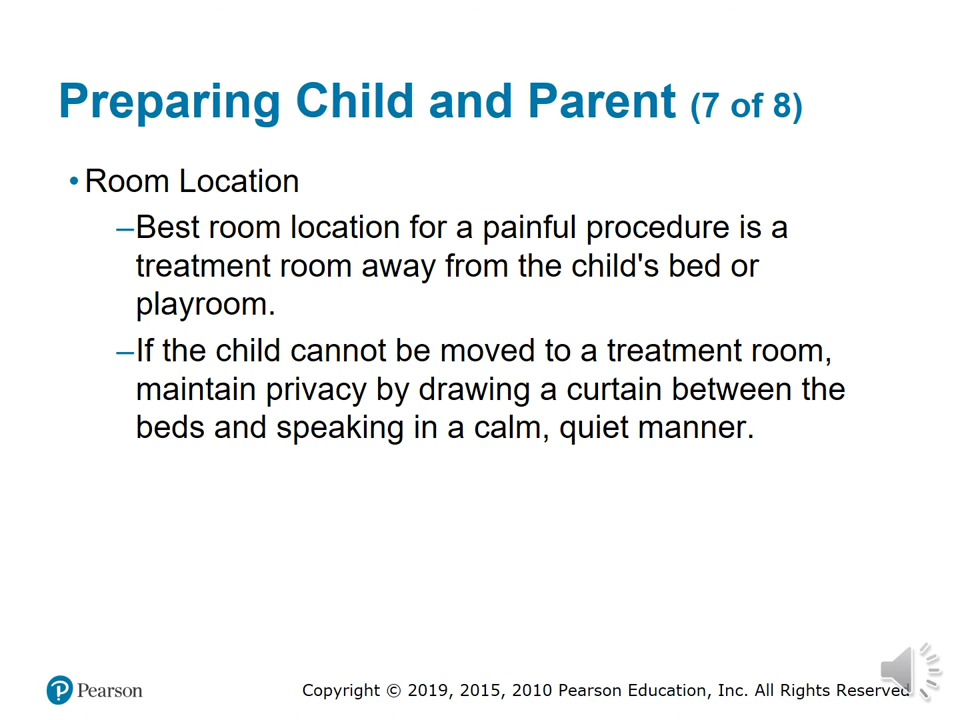 Preparing Child and Parent (7 of 8)
• Room Location
–Best room location for a painful procedure is a
treatment room away from the child's bed or
playroom.
–If the child cannot be moved to a treatment room,
maintain privacy by drawing a curtain between the
beds and speaking in a calm, quiet manner.
Pearson
Copyright © 2019, 2015, 2010 Pearson Education, Inc. All Rights Reserved